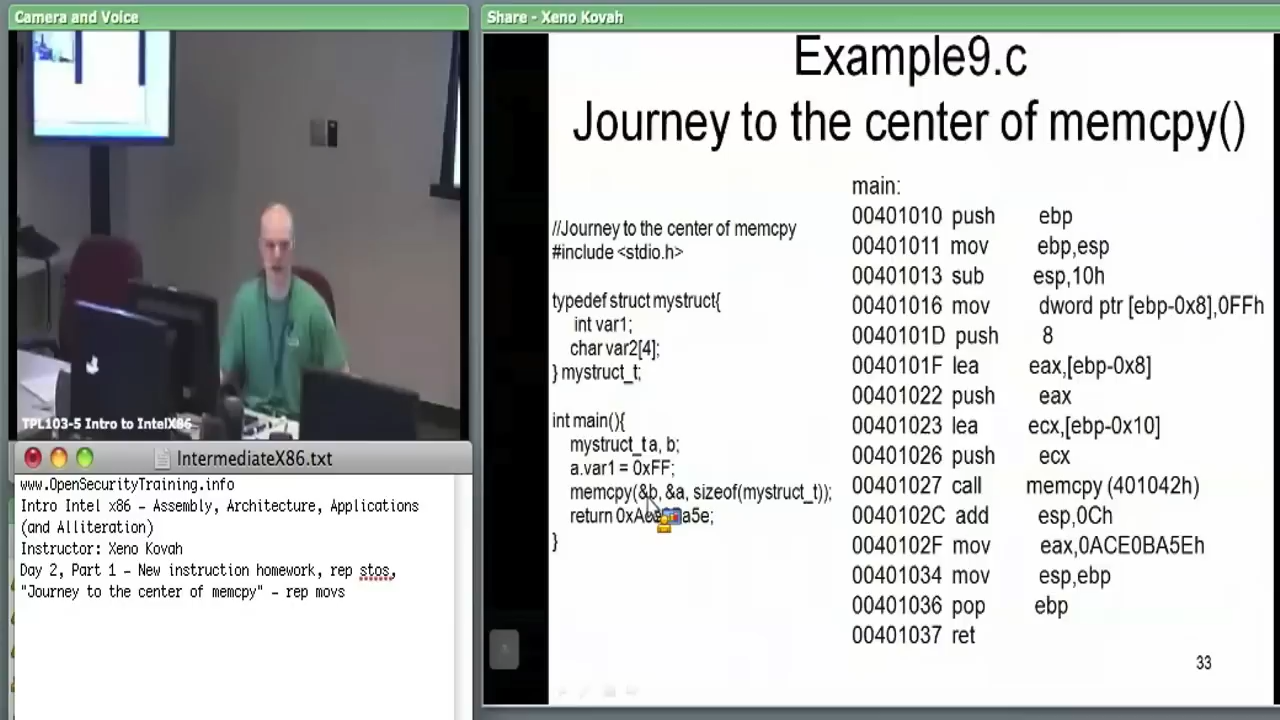 Camera and Voice
Share - Xeno Kovah
TPL103-5 Intro to IntelX86
IntermediateX86.txt
www.OpenSecurityTraining.info
Intro Intel x86 – Assembly, Architecture, Applications
(and Alliteration)
Instructor: Xeno Kovah
Day 2, Part 1 – New instruction homework, rep stos,
"Journey to the center of memcpy" – rep movs
Example9.c
Journey to the center of memcpy()
//Journey to the center of memcpy
#include <stdio.h>
typedef struct mystruct{
int var1;
char var2[4];
} mystruct_t;
int main(){
mystruct_t a, b;
a.var1 = 0xFF;
memcpy(&b, &a, sizeof(mystruct_t));
return
}
main:
00401010 push ebp
00401011 mov ebp,esp
00401013 sub esp,10h
00401016 mov dword ptr [ebp-0x8],0FFh
0040101D push 8
0040101F lea eax,[ebp-0x8]
00401022 push eax
00401023 lea ecx,[ebp-0x10]
00401026 push ecx
00401027 call memcpy (401042h)
0040102C add esp,0Ch
0040102F mov eax,0ACE0BA5Eh
00401034 mov esp,ebp
00401036 pop ebp
00401037 ret
33